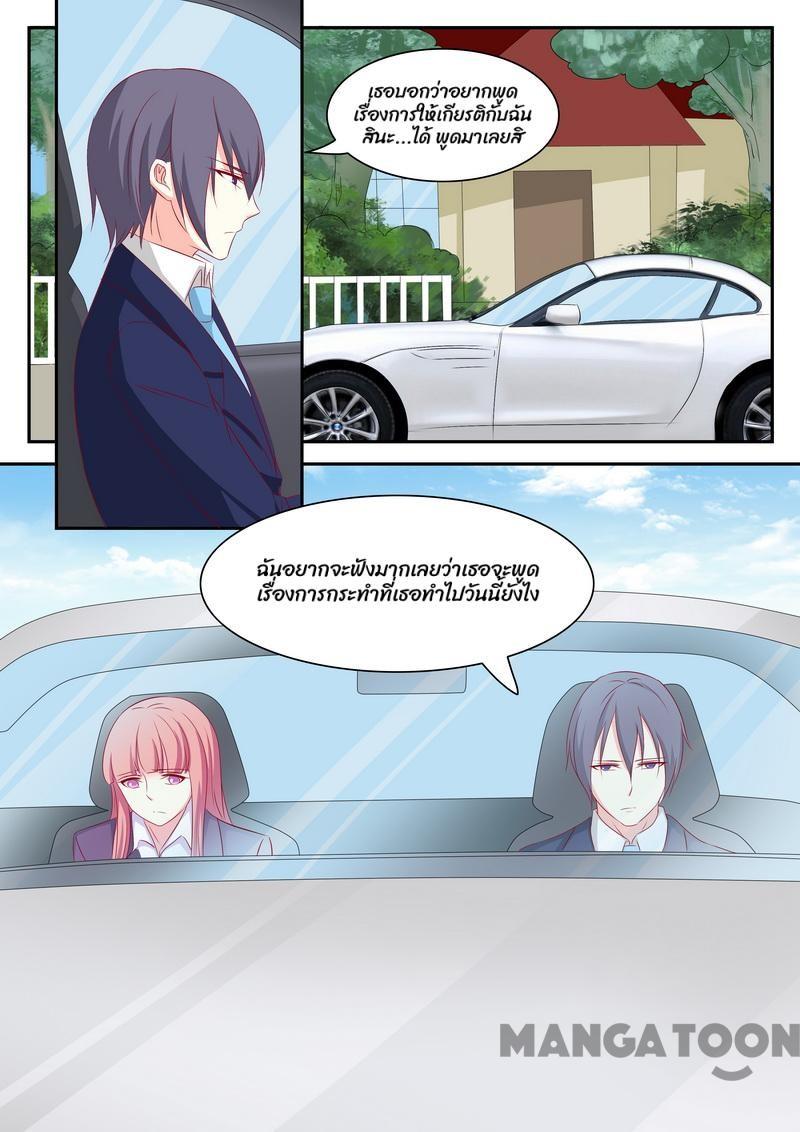 เธอบอกว่าอยากพูด
เรื่องการให้เกียรติกับฉัน
สินะ...ได้ พูดมาเลยสิ
ฉันอยากจะฟังมากเลยว่าเธอจะพูด
เรื่องการกระทำที่เธอทำไปวันนี้ยังไง
MANGATOON